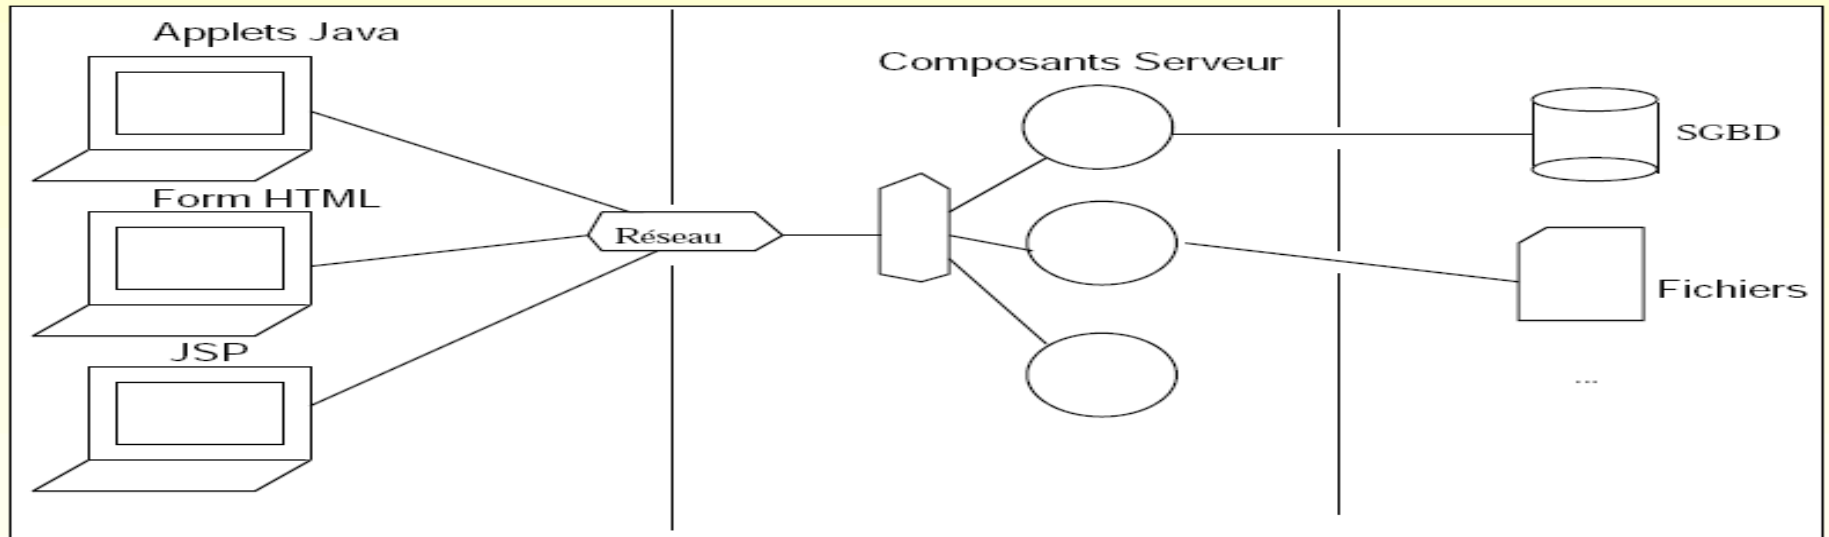 Applets Java
Form HTML
JSP
Réseau
Composants Serveur
SGBD
Fichiers
...